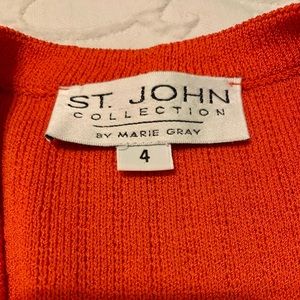 ST. JOHN
COLLECTION
BY MARIE GRAY
4